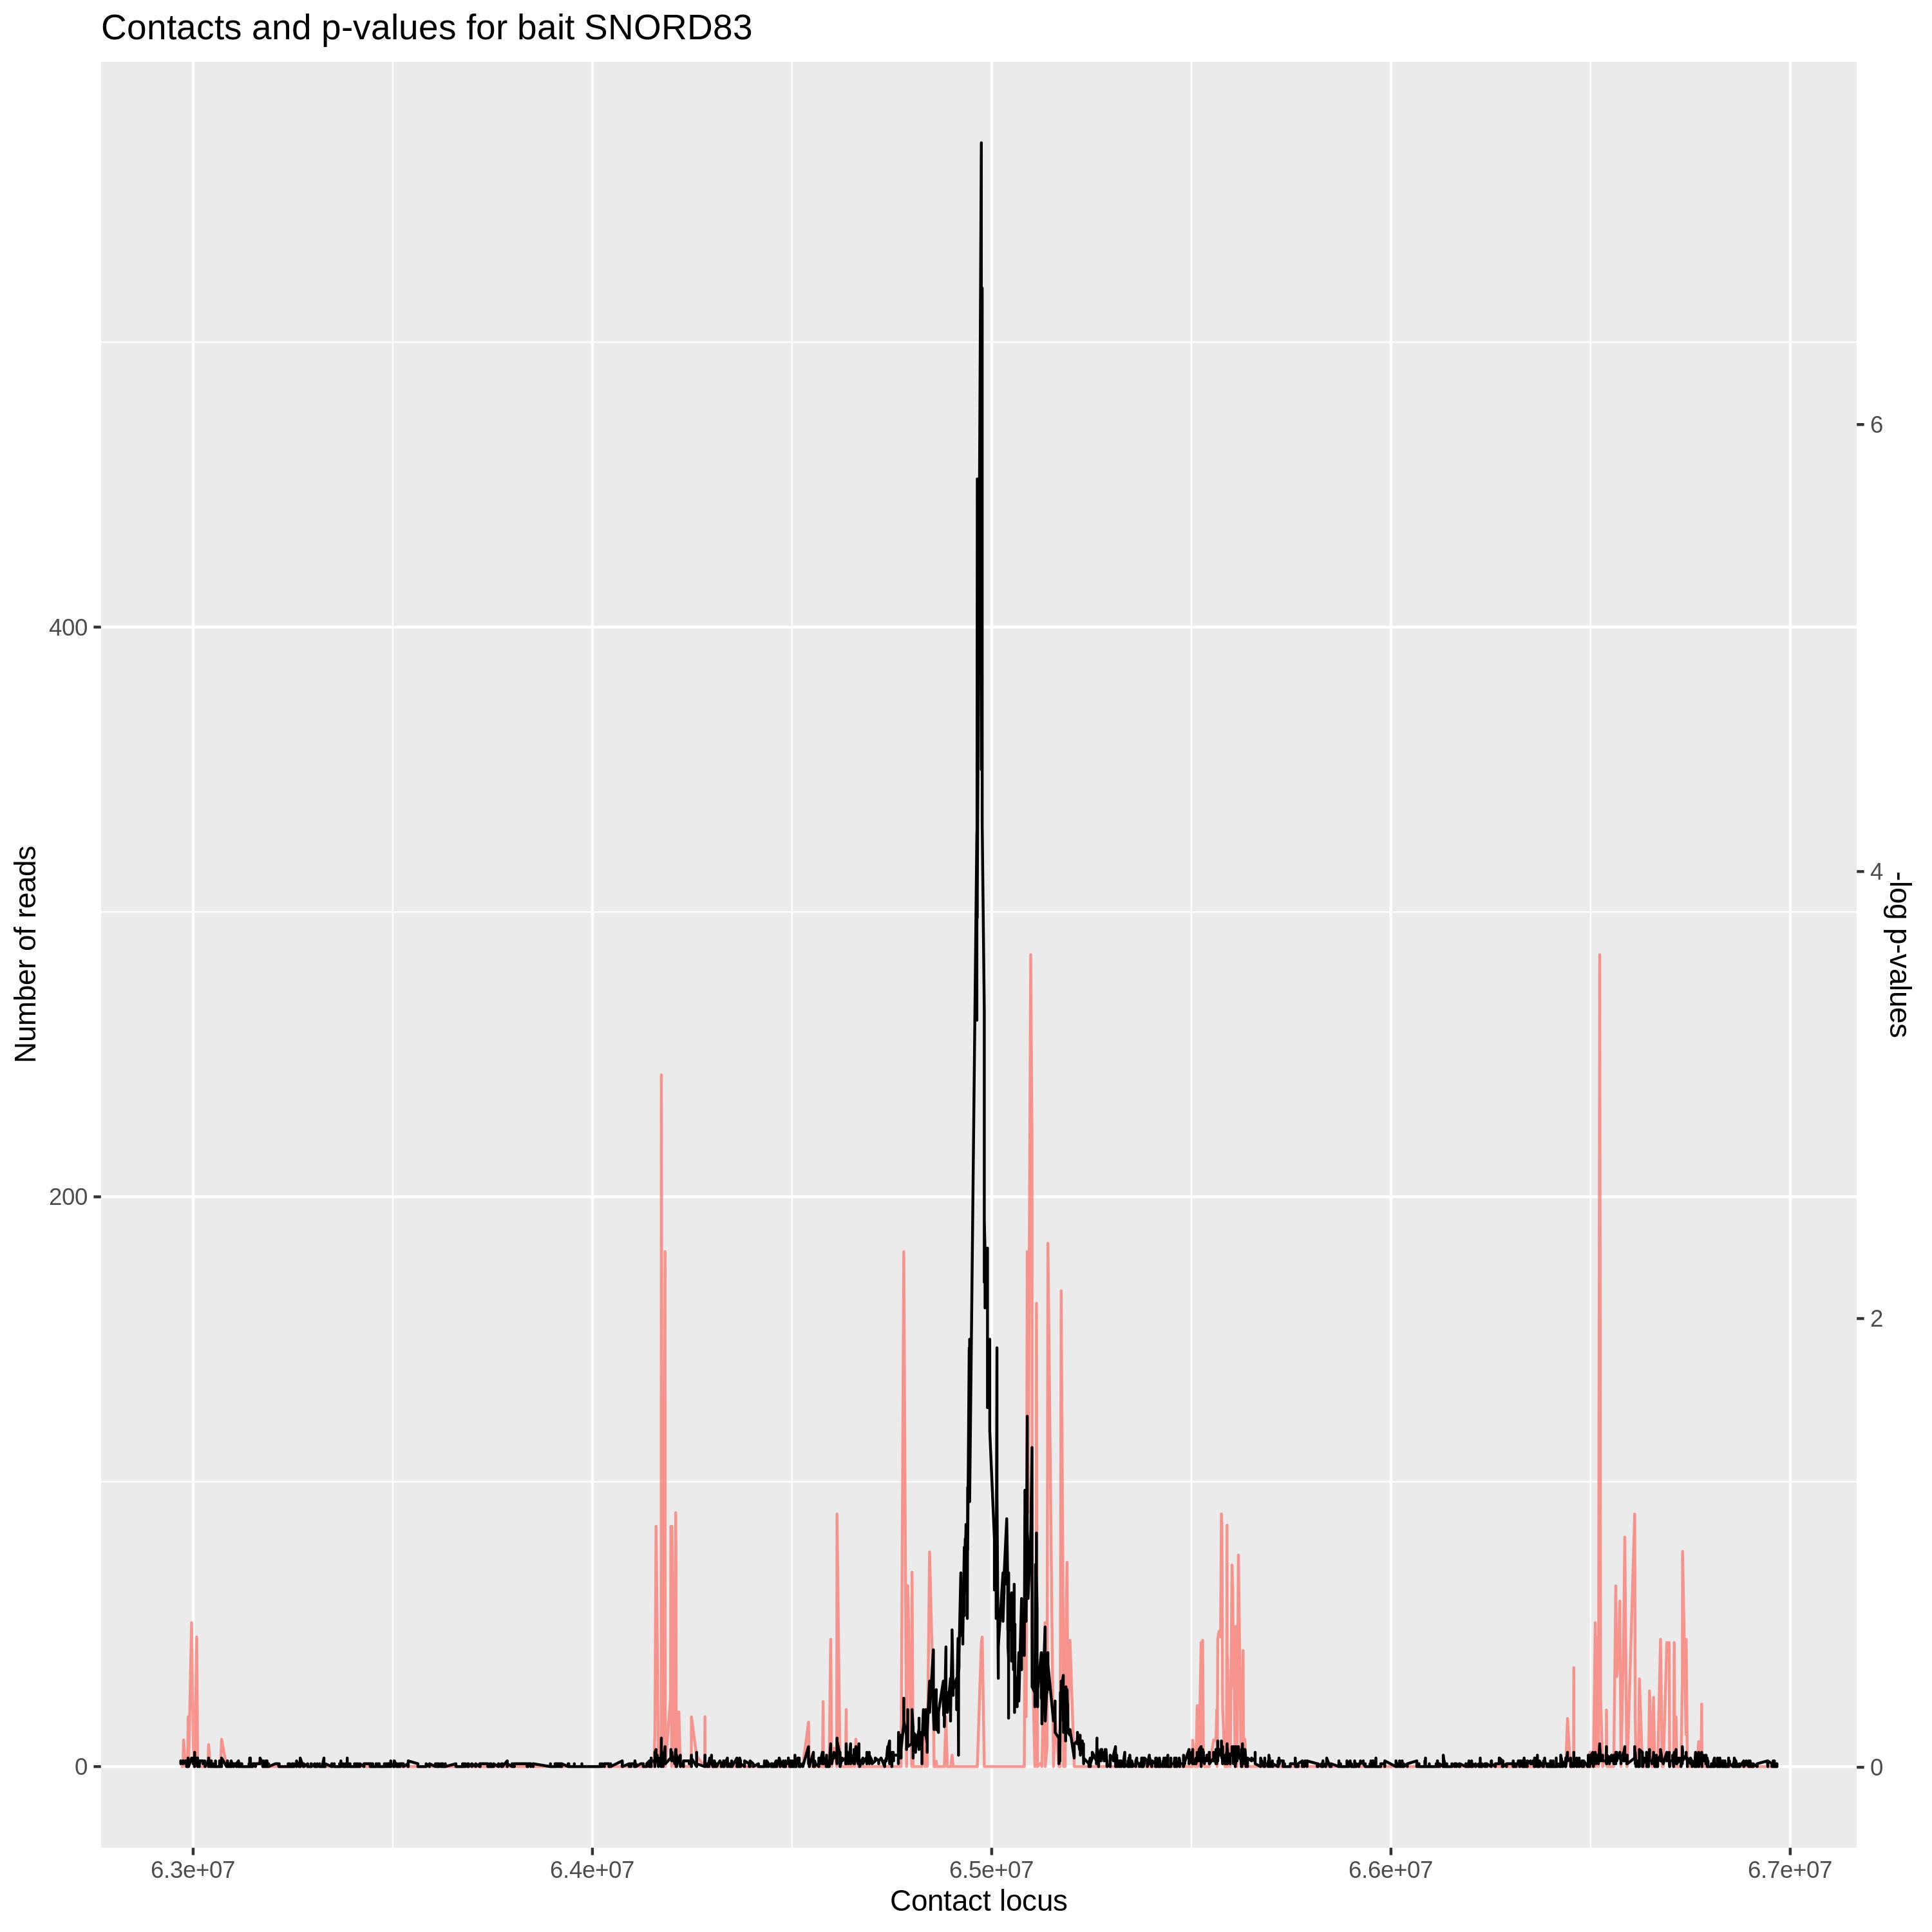 Contacts and p-values for bait SNORD83
Number of reads
400
200
0
6
4
2
0
-log p-values
6.3e+07
6.4e+07
6.5e+07
6.6e+07
6.7e+07
Contact locus